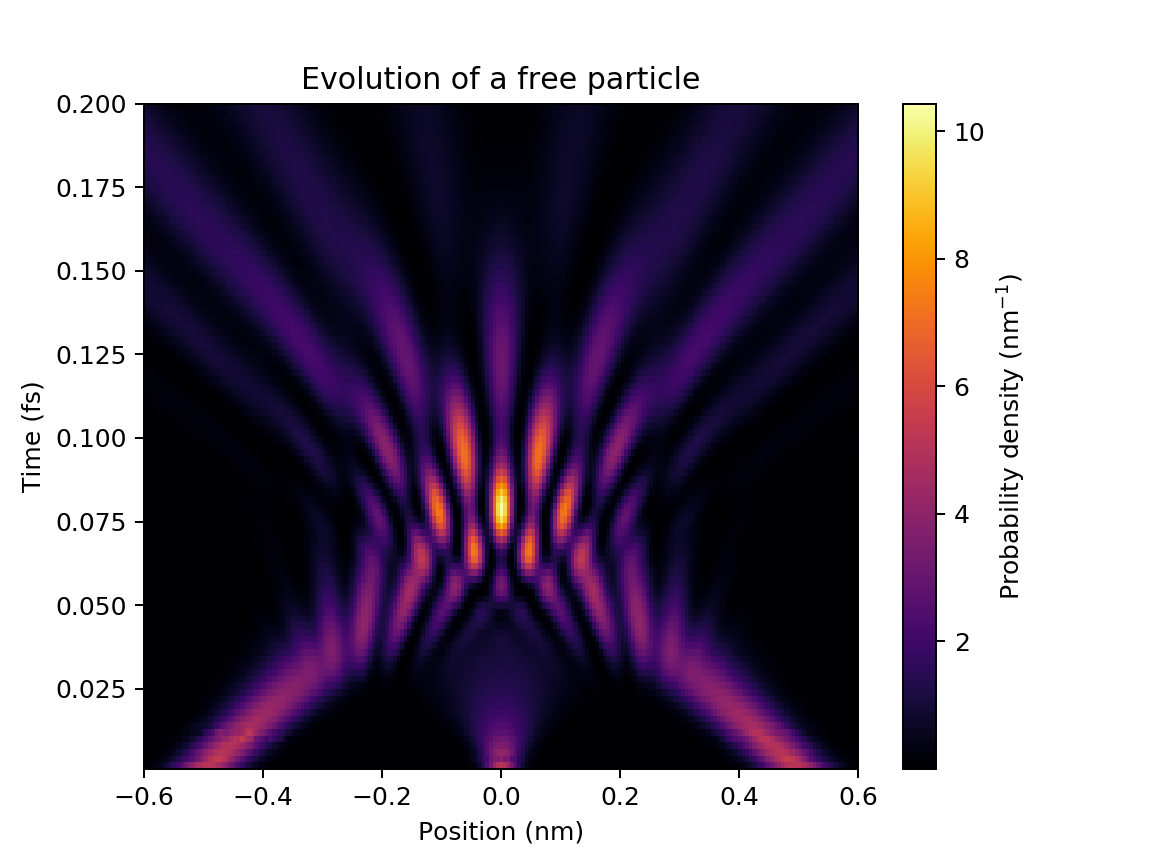 Evolution of a free particle
0.200
0.175
0.150
0.125
0.100
0.075
0.050
0.025
Time (fs)
−0.6 −0.4 −0.2 0.0 0.2 0.4 0.6
Position (nm)
10
8
6
4
2
Probability density (nm⁻¹)